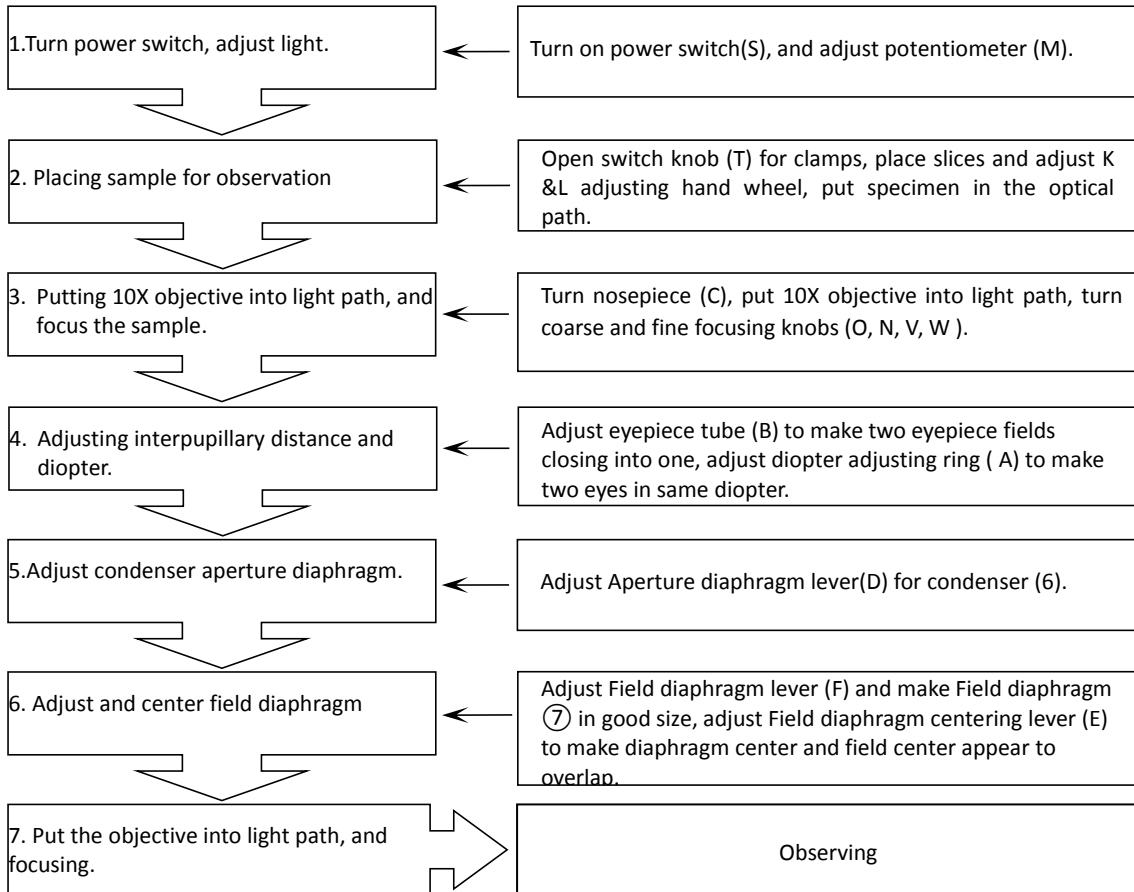 1.Turn power switch, adjust light.
Turn on power switch(S), and adjust potentiometer (M).
2. Placing sample for observation
Open switch knob (T) for clamps, place slices and adjust K
&L adjusting hand wheel, put specimen in the optical
path.
3. Putting 10X objective into light path, and
focus the sample.
Turn nosepiece (C), put 10X objective into light path, turn
coarse and fine focusing knobs (O, N, V, W ).
4. Adjusting interpupillary distance and
diopter.
Adjust eyepiece tube (B) to make two eyepiece fields
closing into one, adjust diopter adjusting ring ( A) to make
two eyes in same diopter.
5.Adjust condenser aperture diaphragm.
Adjust Aperture diaphragm lever(D) for condenser (6).
6. Adjust and center field diaphragm
Adjust Field diaphragm lever (F) and make Field diaphragm
⑦ in good size, adjust Field diaphragm centering lever (E)
to make diaphragm center and field center appear to
overlap.
7. Put the objective into light path, and
focusing.
Observing